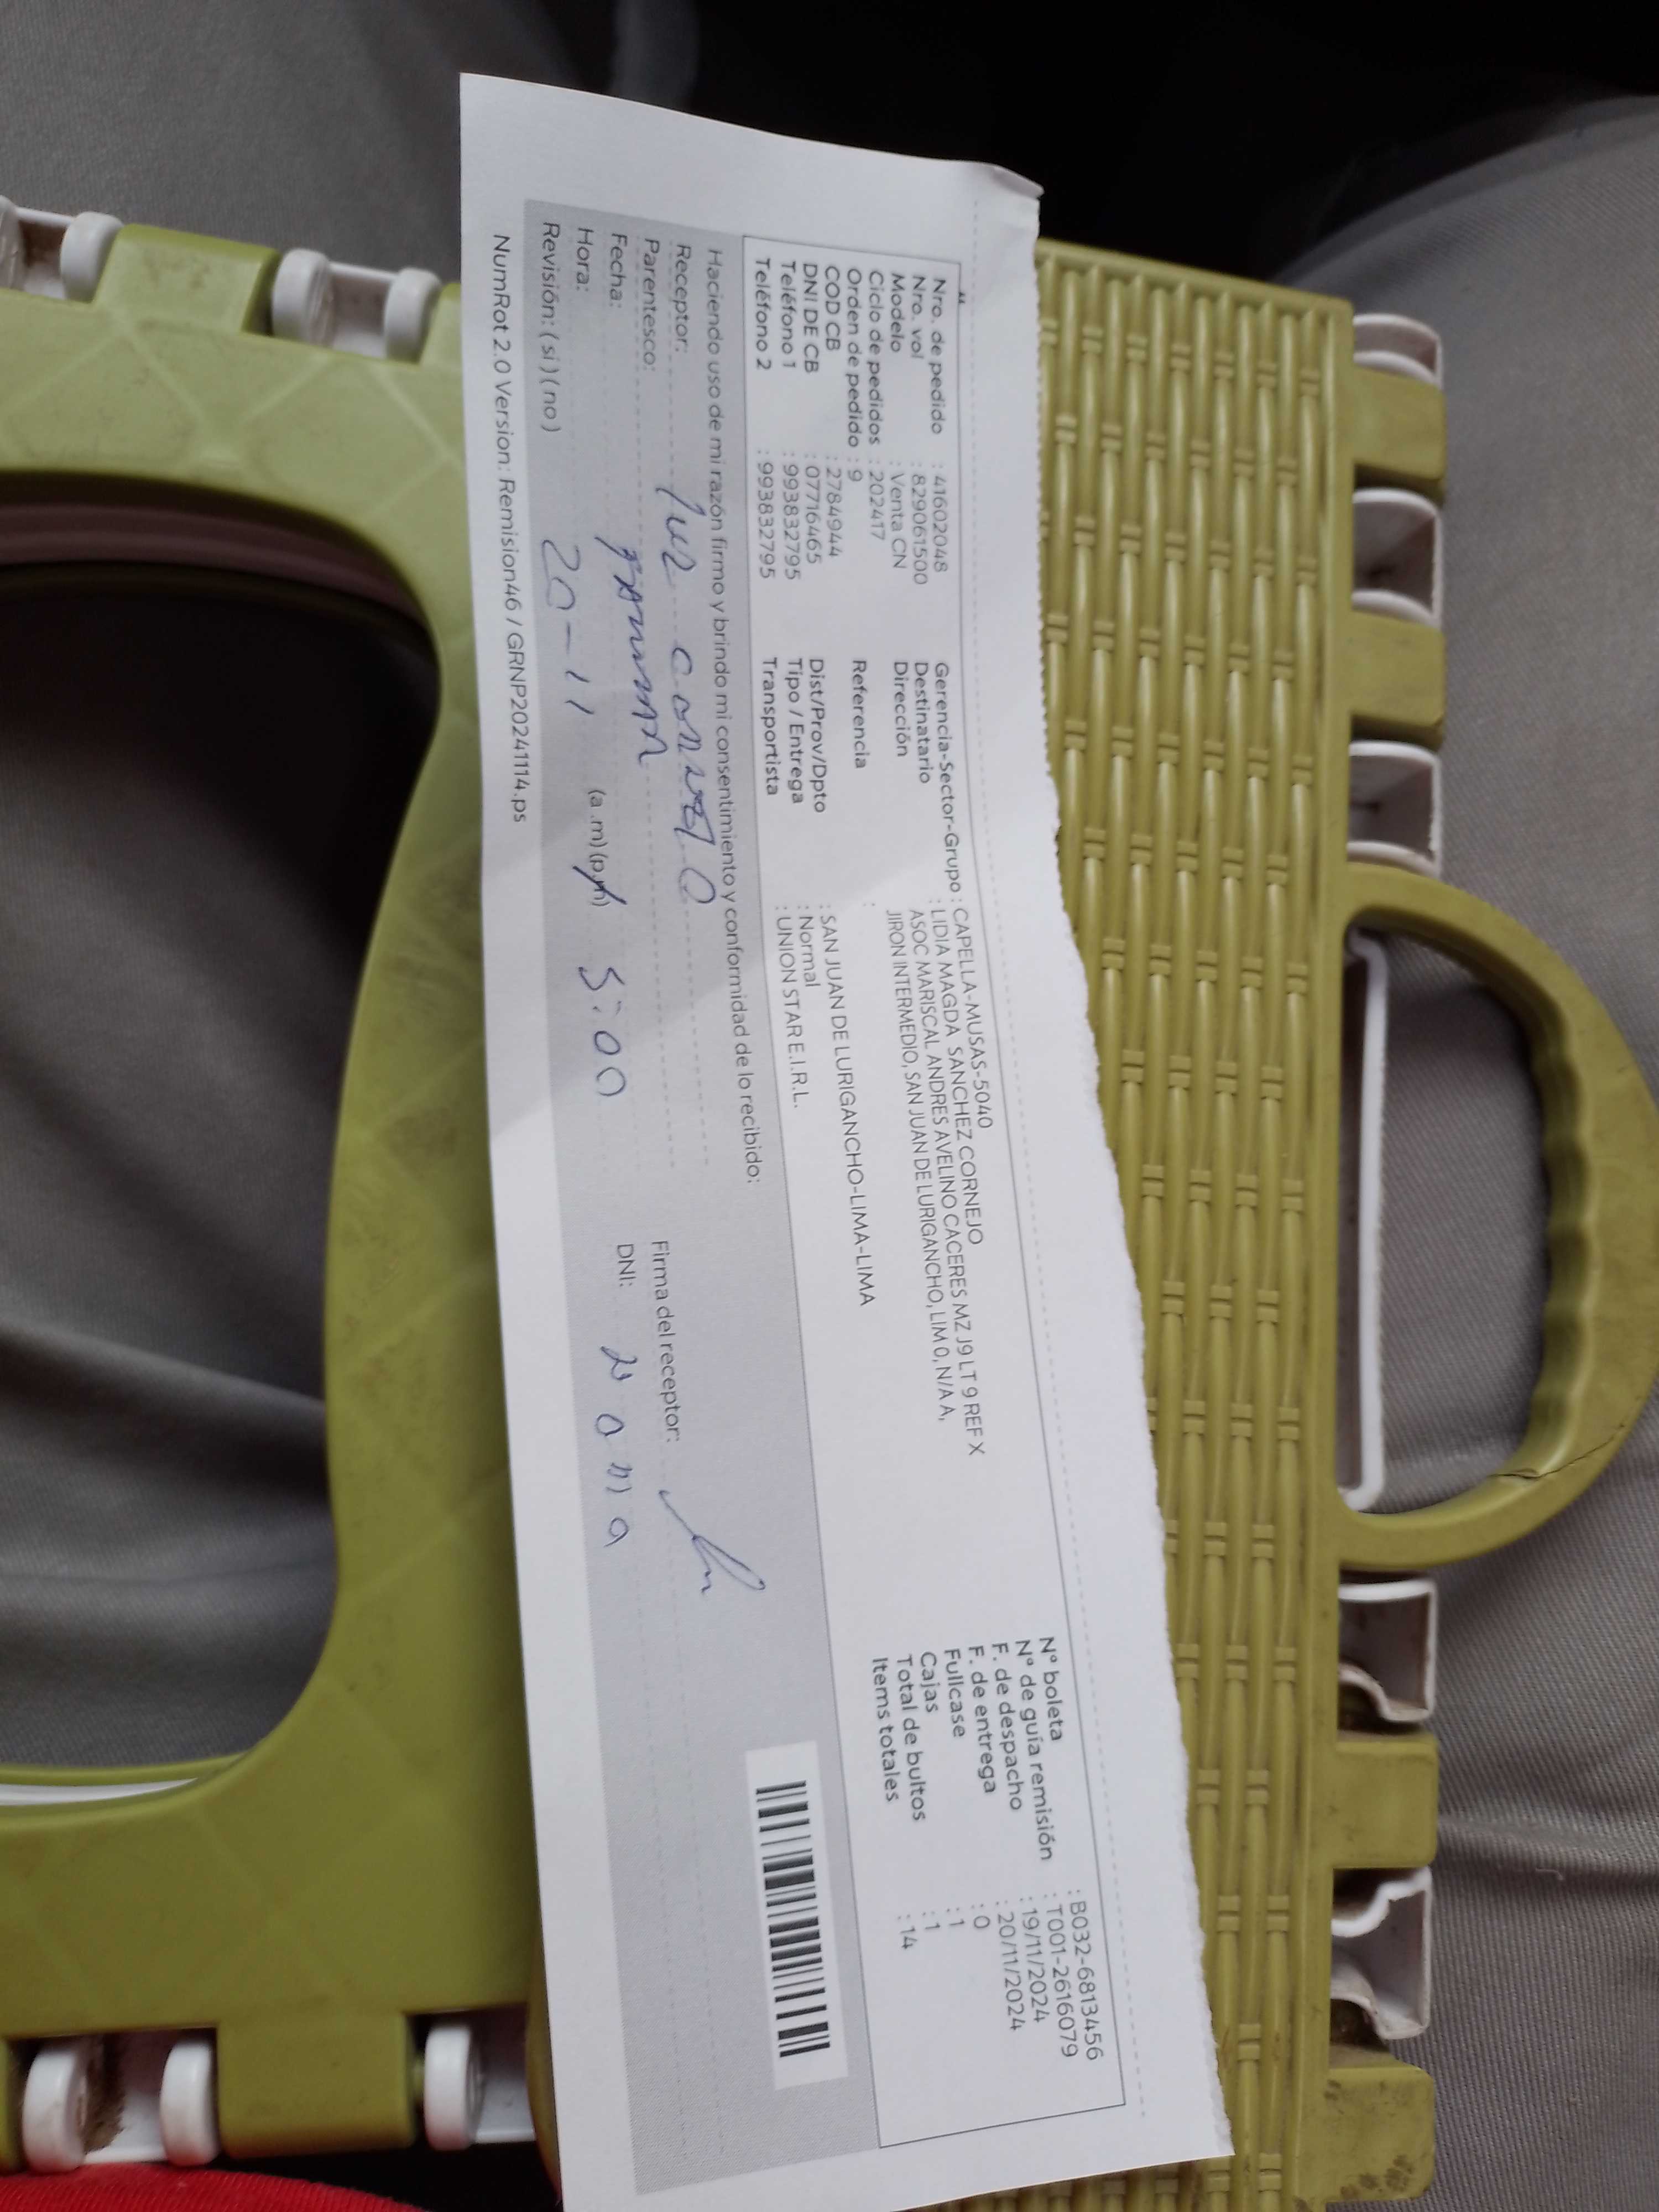 Nro. de pedido : 41602048
Nro. vol : 829061500
Modelo : Venta CN
Ciclo de pedidos : 202417
Orden de pedido : 9
COD CB : 2784944
DNI DE CB : 07716465
Teléfono 1 : 993832795
Teléfono 2 : 993832795
Gerencia-Sector-Grupo : CAPELLA-MUSAS-5040
Destinatario : LIDIA MAGDA SANCHEZ CORNEJO
Dirección : ASOC MARISCAL ANDRES AVELINO CACERES MZ J9 LT 9 REF X
JIRON INTERMEDIO, SAN JUAN DE LURIGANCHO, LIM 0, N/A A,
Referencia :
Dist/Prov/Dpto : SAN JUAN DE LURIGANCHO-LIMA-LIMA
Tipo / Entrega : Normal
Transportista : UNION STAR E.I.R.L.
N° boleta : B032-6813456
N° de guía remisión : T001-2616079
F. de despacho : 19/11/2024
F. de entrega : 20/11/2024
Fullcase : 0
Cajas : 1
Total de bultos : 1
Items totales : 14
Haciendo uso de mi razón firmo y brindo mi consentimiento y conformidad de lo recibido:
Receptor:
Parentesco:
Fecha: 20-11
Hora: (a.m) (p.m) 5:00
Revisión: ( si ) ( no )
Firma del receptor:
DNI:
NumRot 2.0 Version: Remision46 / GRNP20241114.ps